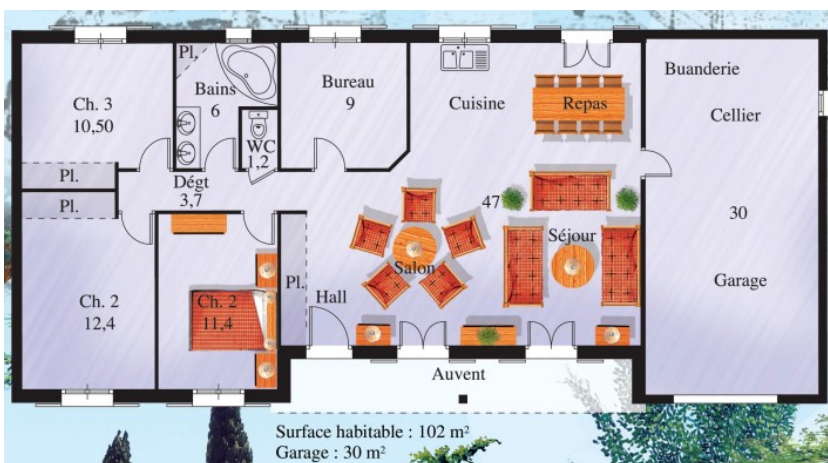 Pl.
Bains
6
Bureau
9
Buanderie
Ch. 3
10,50
Cuisine
Repas
Cellier
WC
1,2
Pl.
Dégt
3,7
Pl.
47
30
Séjour
Salon
Garage
Pl.
Hall
Ch. 2
12,4
Ch. 2
11,4
Auvent
Surface habitable : 102 m²
Garage : 30 m²